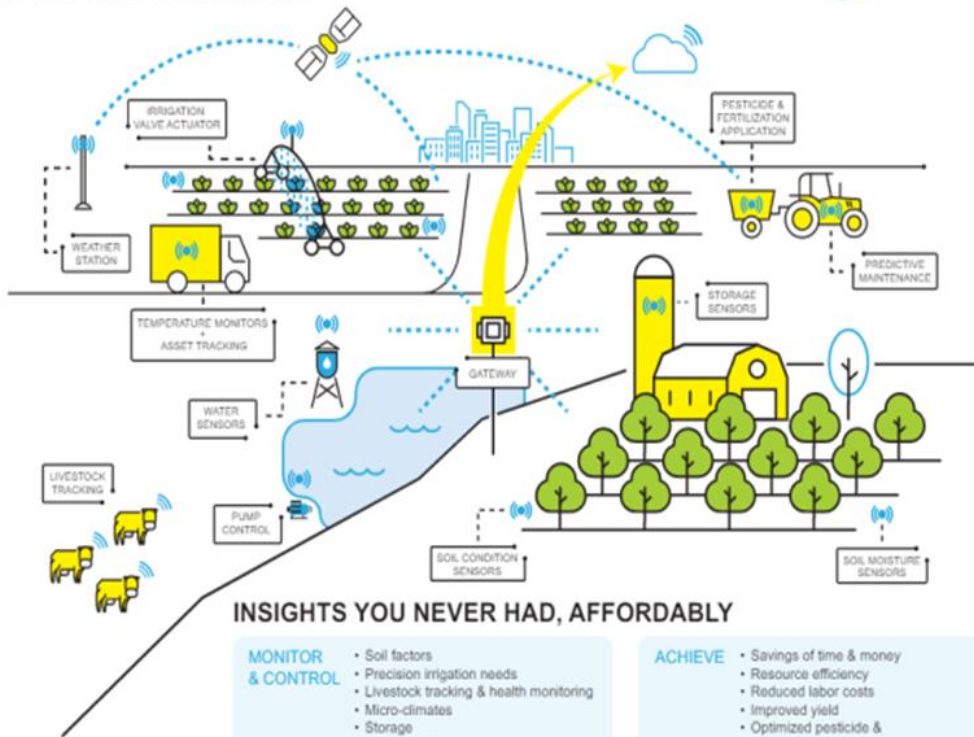 IRRIGATION
VALVE ACTUATOR
PESTICIDE &
FERTILIZATION
APPLICATION
WEATHER
STATION
PREDICTIVE
MAINTENANCE
STORAGE
SENSORS
TEMPERATURE MONITORS
+
ASSET TRACKING
GATEWAY
WATER
SENSORS
LIVESTOCK
TRACKING
PUMP
CONTROL
SOIL CONDITION
SENSORS
SOIL MOISTURE
SENSORS
INSIGHTS YOU NEVER HAD, AFFORDABLY
MONITOR
& CONTROL
• Soil factors
• Precision irrigation needs
• Livestock tracking & health monitoring
• Micro-climates
• Storage
ACHIEVE
• Savings of time & money
• Resource efficiency
• Reduced labor costs
• Improved yield
• Optimized pesticide &